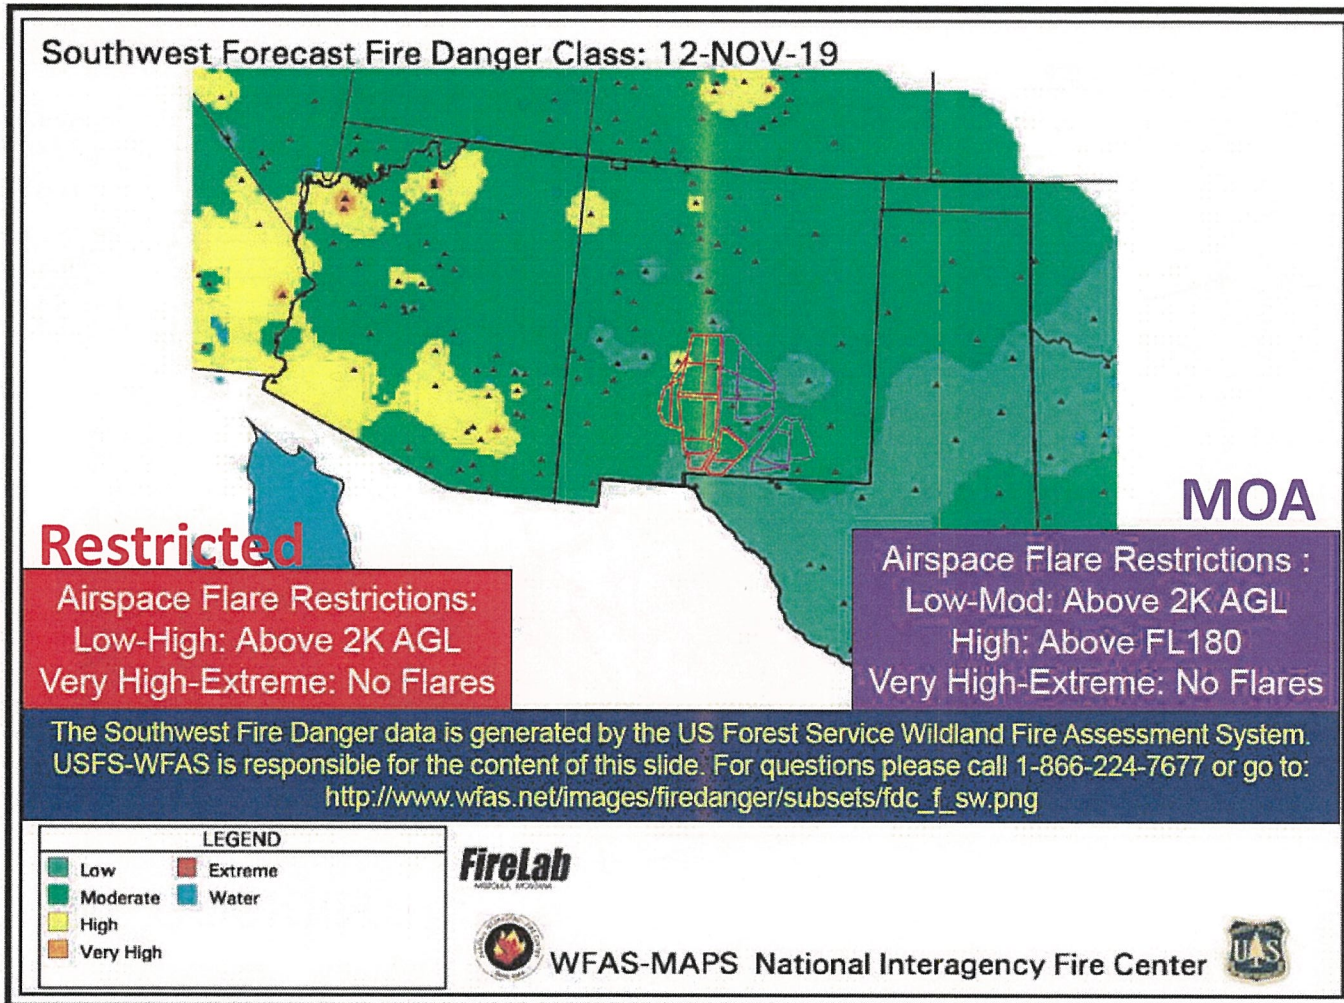 Southwest Forecast Fire Danger Class: 12-NOV-19
MOA
Restricted
Airspace Flare Restrictions:
Low-High: Above 2K AGL
Very High-Extreme: No Flares
Airspace Flare Restrictions :
Low-Mod: Above 2K AGL
High: Above FL180
Very High-Extreme: No Flares
The Southwest Fire Danger data is generated by the US Forest Service Wildland Fire Assessment System.
USFS-WFAS is responsible for the content of this slide. For questions please call 1-866-224-7677 or go to:
http://www.wfas.net/images/firedanger/subsets/fdc_f_sw.png
LEGEND
Low
Moderate
High
Very High
Extreme
Water
FireLab
MISSOULA, MONTANA
WFAS-MAPS National Interagency Fire Center
U S